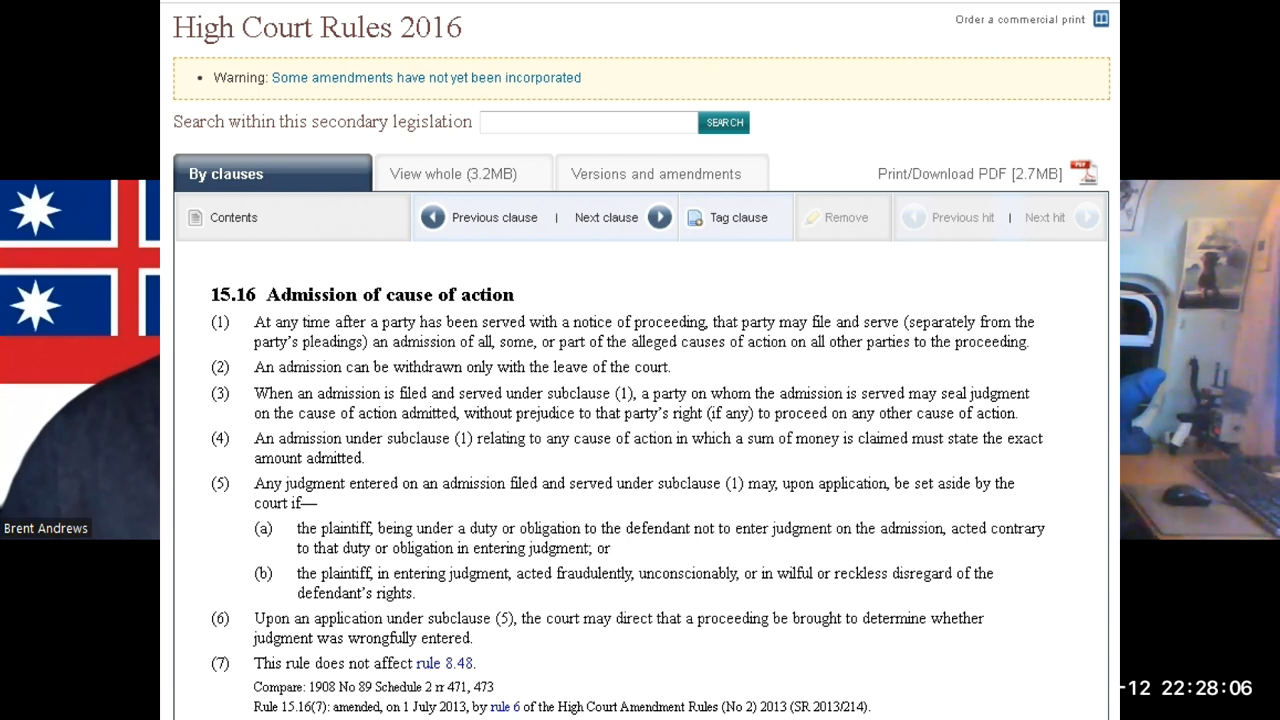 High Court Rules 2016
Order a commercial print
Warning: Some amendments have not yet been incorporated
Search within this secondary legislation
SEARCH
By clauses
View whole (3.2MB)
Versions and amendments
Print/Download PDF [2.7MB]
Contents
Previous clause | Next clause
Tag clause
Remove
Previous hit | Next hit
15.16 Admission of cause of action
(1) At any time after a party has been served with a notice of proceeding, that party may file and serve (separately from the
party's pleadings) an admission of all, some, or part of the alleged causes of action on all other parties to the proceeding.
(2) An admission can be withdrawn only with the leave of the court.
(3) When an admission is filed and served under subclause (1), a party on whom the admission is served may seal judgment
on the cause of action admitted, without prejudice to that party's right (if any) to proceed on any other cause of action.
(4) An admission under subclause (1) relating to any cause of action in which a sum of money is claimed must state the exact
amount admitted.
(5) Any judgment entered on an admission filed and served under subclause (1) may, upon application, be set aside by the
court if—
(a) the plaintiff, being under a duty or obligation to the defendant not to enter judgment on the admission, acted contrary
to that duty or obligation in entering judgment; or
(b) the plaintiff, in entering judgment, acted fraudulently, unconscionably, or in wilful or reckless disregard of the
defendant's rights.
(6) Upon an application under subclause (5), the court may direct that a proceeding be brought to determine whether
judgment was wrongfully entered.
(7) This rule does not affect rule 8.48.
Compare: 1908 No 89 Schedule 2 rr 471, 473
Rule 15.16(7): amended, on 1 July 2013, by rule 6 of the High Court Amendment Rules (No 2) 2013 (SR 2013/214).
Brent Andrews
-12 22:28:06